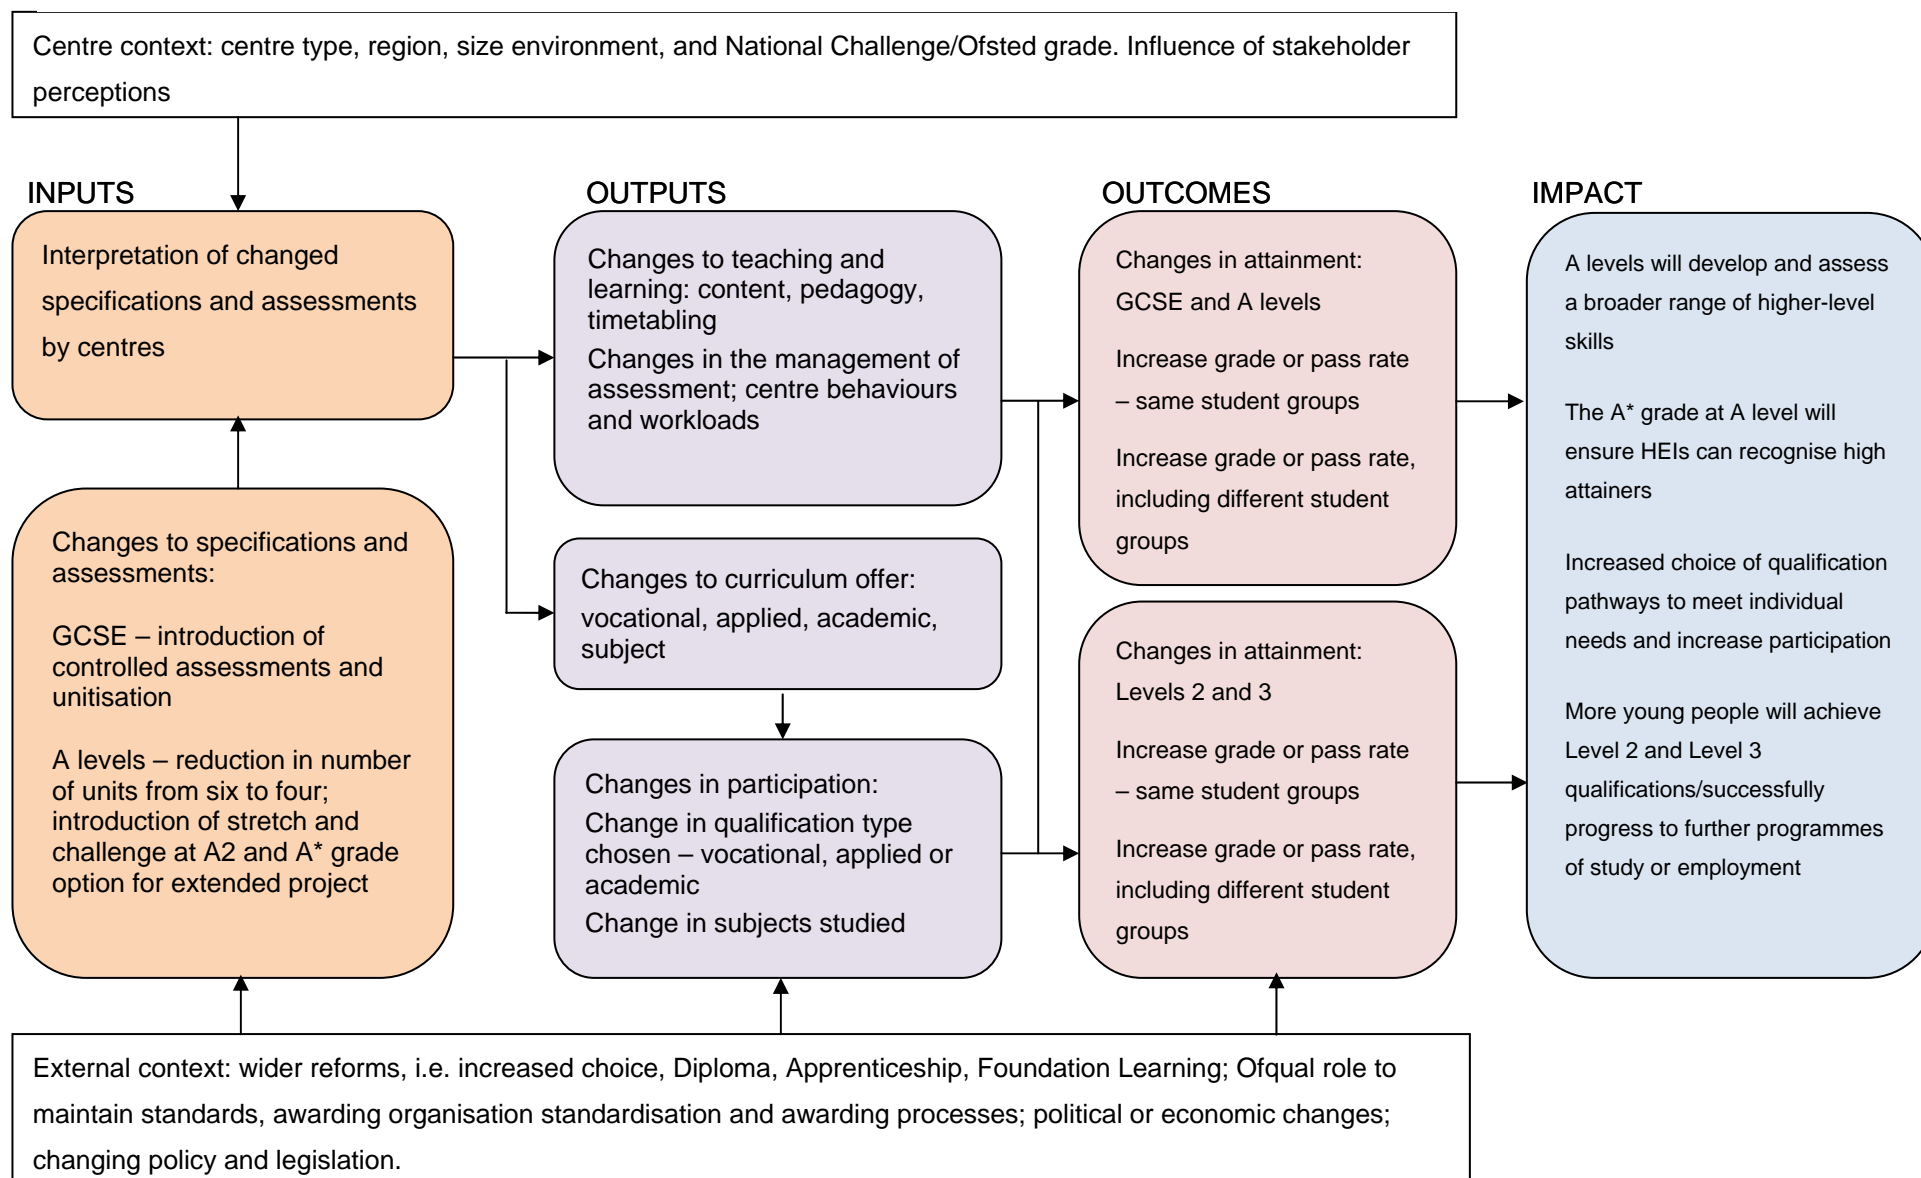 Centre context: centre type, region, size environment, and National Challenge/Ofsted grade. Influence of stakeholder
perceptions
INPUTS
Interpretation of changed
specifications and assessments
by centres
Changes to specifications and
assessments:
GCSE – introduction of
controlled assessments and
unitisation
A levels – reduction in number
of units from six to four;
introduction of stretch and
challenge at A2 and A* grade
option for extended project
OUTPUTS
Changes to teaching and
learning: content, pedagogy,
timetabling
Changes in the management of
assessment; centre behaviours
and workloads
Changes to curriculum offer:
vocational, applied, academic,
subject
Changes in participation:
Change in qualification type
chosen – vocational, applied or
academic
Change in subjects studied
OUTCOMES
Changes in attainment:
GCSE and A levels
Increase grade or pass rate
– same student groups
Increase grade or pass rate,
including different student
groups
Changes in attainment:
Levels 2 and 3
Increase grade or pass rate
– same student groups
Increase grade or pass rate,
including different student
groups
IMPACT
A levels will develop and assess
a broader range of higher-level
skills
The A* grade at A level will
ensure HEIs can recognise high
attainers
Increased choice of qualification
pathways to meet individual
needs and increase participation
More young people will achieve
Level 2 and Level 3
qualifications/successfully
progress to further programmes
of study or employment
External context: wider reforms, i.e. increased choice, Diploma, Apprenticeship, Foundation Learning; Ofqual role to
maintain standards, awarding organisation standardisation and awarding processes; political or economic changes;
changing policy and legislation.